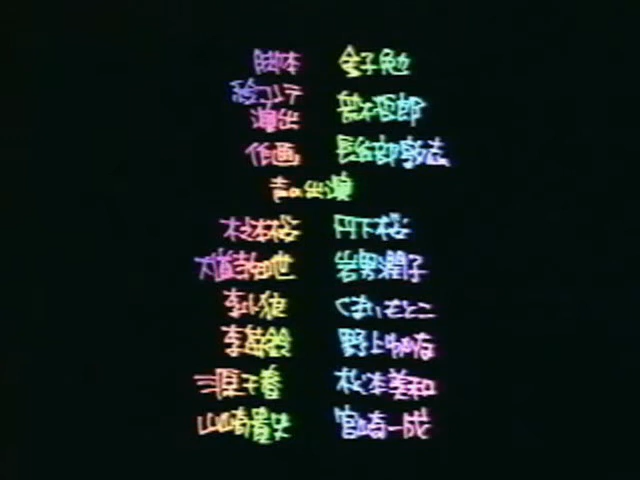 脚本 金子勉
絵コンテ
演出
作画
声の出演
木之本桜 丹下桜
大道寺知世 岩男潤子
李小狼 くまいもとこ
李苺鈴 野上ゆかな
三原千春 松本美和
山崎貴史 宮崎一成